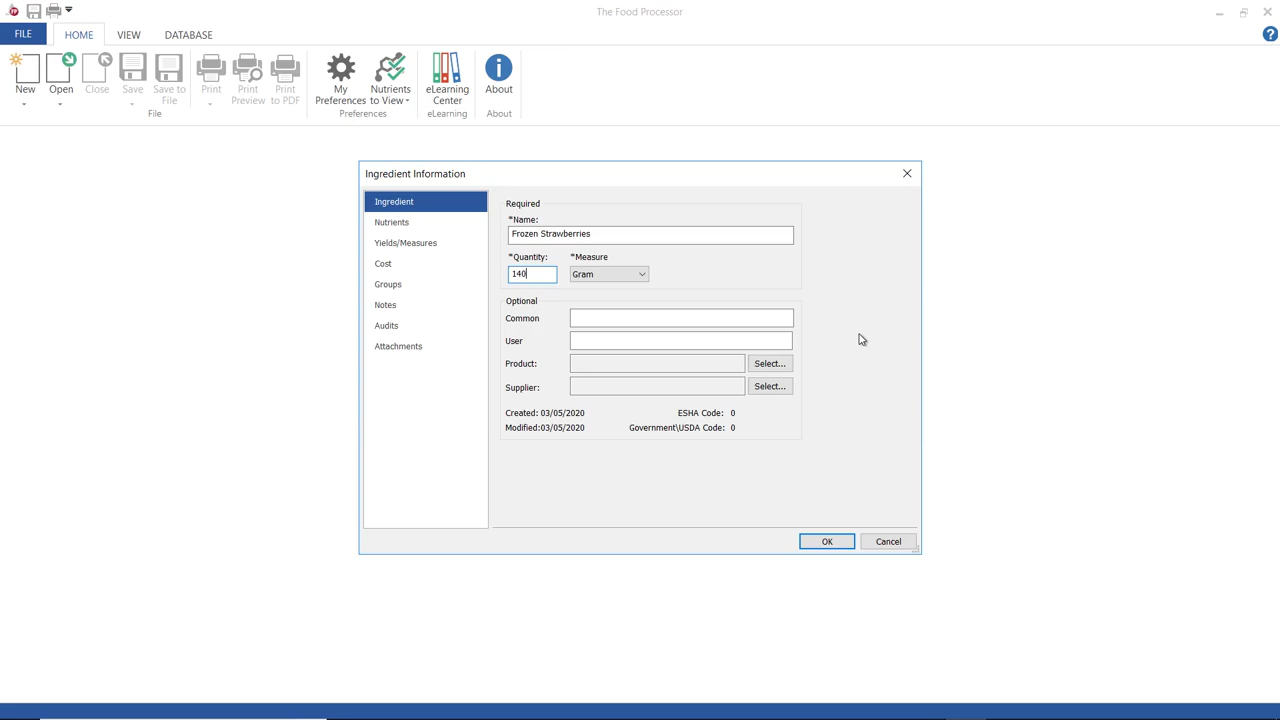 The Food Processor
FILE
HOME
VIEW
DATABASE
?
New
Open
Close
Save
Save to
File
Print
Print
Preview
Print
to PDF
My
Preferences
Nutrients
to View
eLearning
Center
About
File
Preferences
eLearning
About
Ingredient Information
Ingredient
Nutrients
Yields/Measures
Cost
Groups
Notes
Audits
Attachments
Required
*Name:
Frozen Strawberries
*Quantity: *Measure
140 Gram
Optional
Common
User
Product: Select...
Supplier: Select...
Created: 03/05/2020 ESHA Code: 0
Modified:03/05/2020 Government\USDA Code: 0
OK Cancel